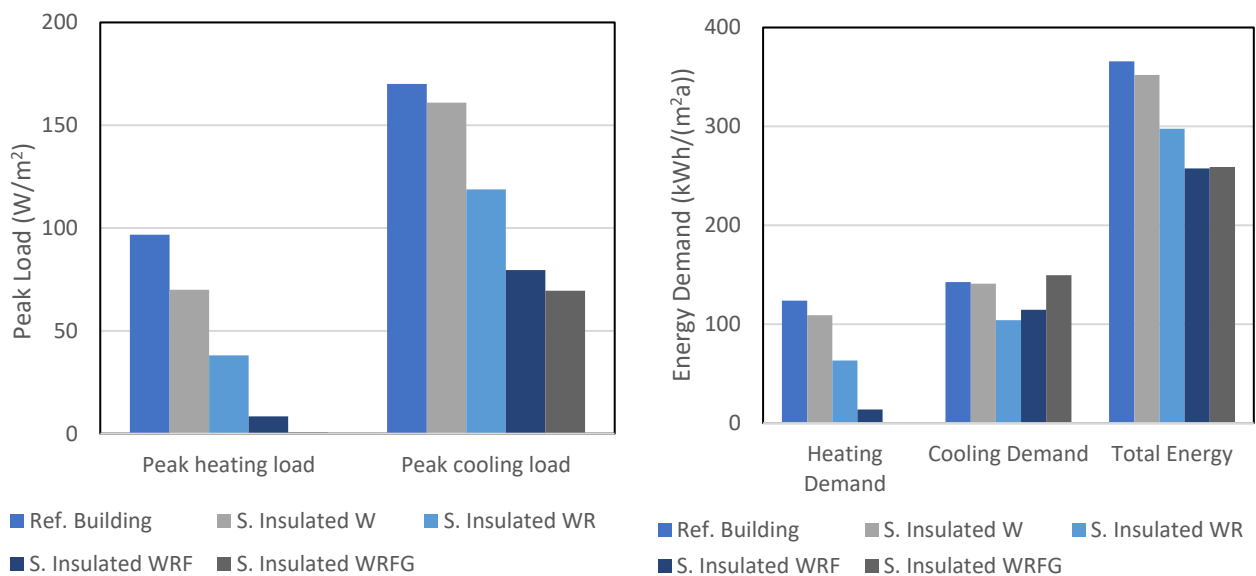 200
150
100
50
0
Peak Load (W/m²)
Peak heating load
Peak cooling load
Ref. Building
S. Insulated W
S. Insulated WR
S. Insulated WRF
S. Insulated WRFG
400
300
200
100
0
Energy Demand (kWh/(m²a))
Heating
Demand
Cooling Demand
Total Energy
Ref. Building
S. Insulated W
S. Insulated WR
S. Insulated WRF
S. Insulated WRFG